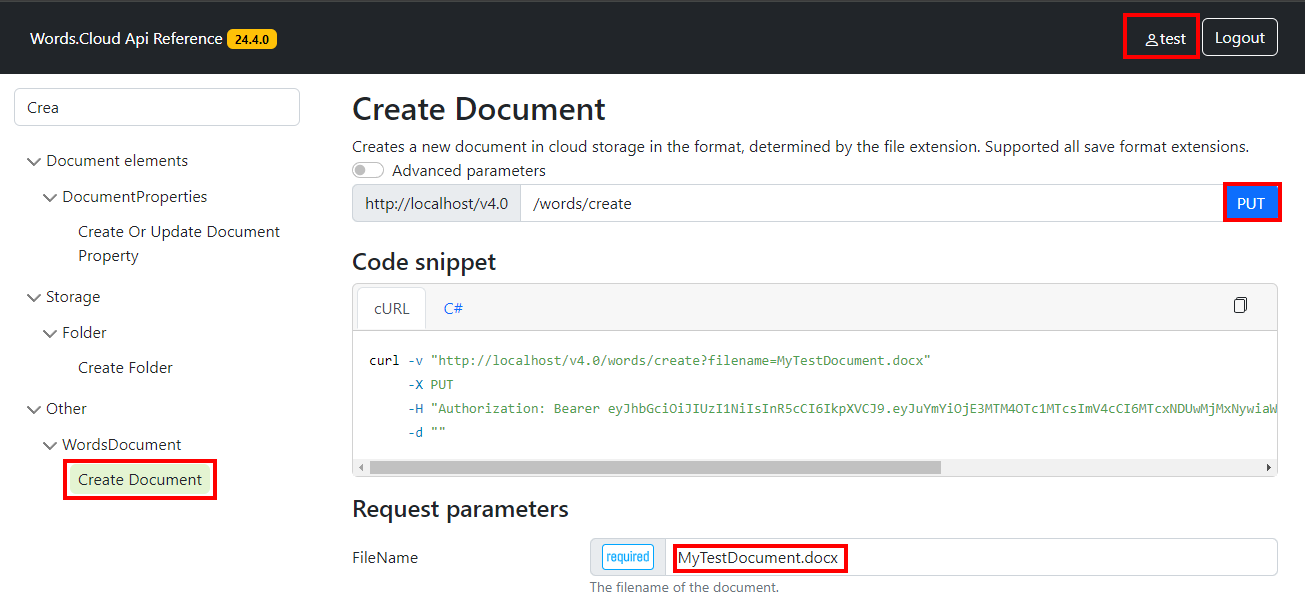 Words.Cloud Api Reference 24.4.0
test
Logout
Crea
Document elements
DocumentProperties
Create Or Update Document
Property
Storage
Folder
Create Folder
Other
WordsDocument
Create Document
Create Document
Creates a new document in cloud storage in the format, determined by the file extension. Supported all save format extensions.
Advanced parameters
http://localhost/v4.0 /words/create PUT
Code snippet
cURL C#
curl -v "http://localhost/v4.0/words/create?filename=MyTestDocument.docx"
-X PUT
-H "Authorization: Bearer eyJhbGciOiJIUzI1NiIsInR5cCI6IkpXVCJ9.eyJuYmYiOjE3MTM4OTc1MTcsImV4cCI6MTcxNDUwMjMxNywiaW
-d ""
Request parameters
FileName required MyTestDocument.docx
The filename of the document.